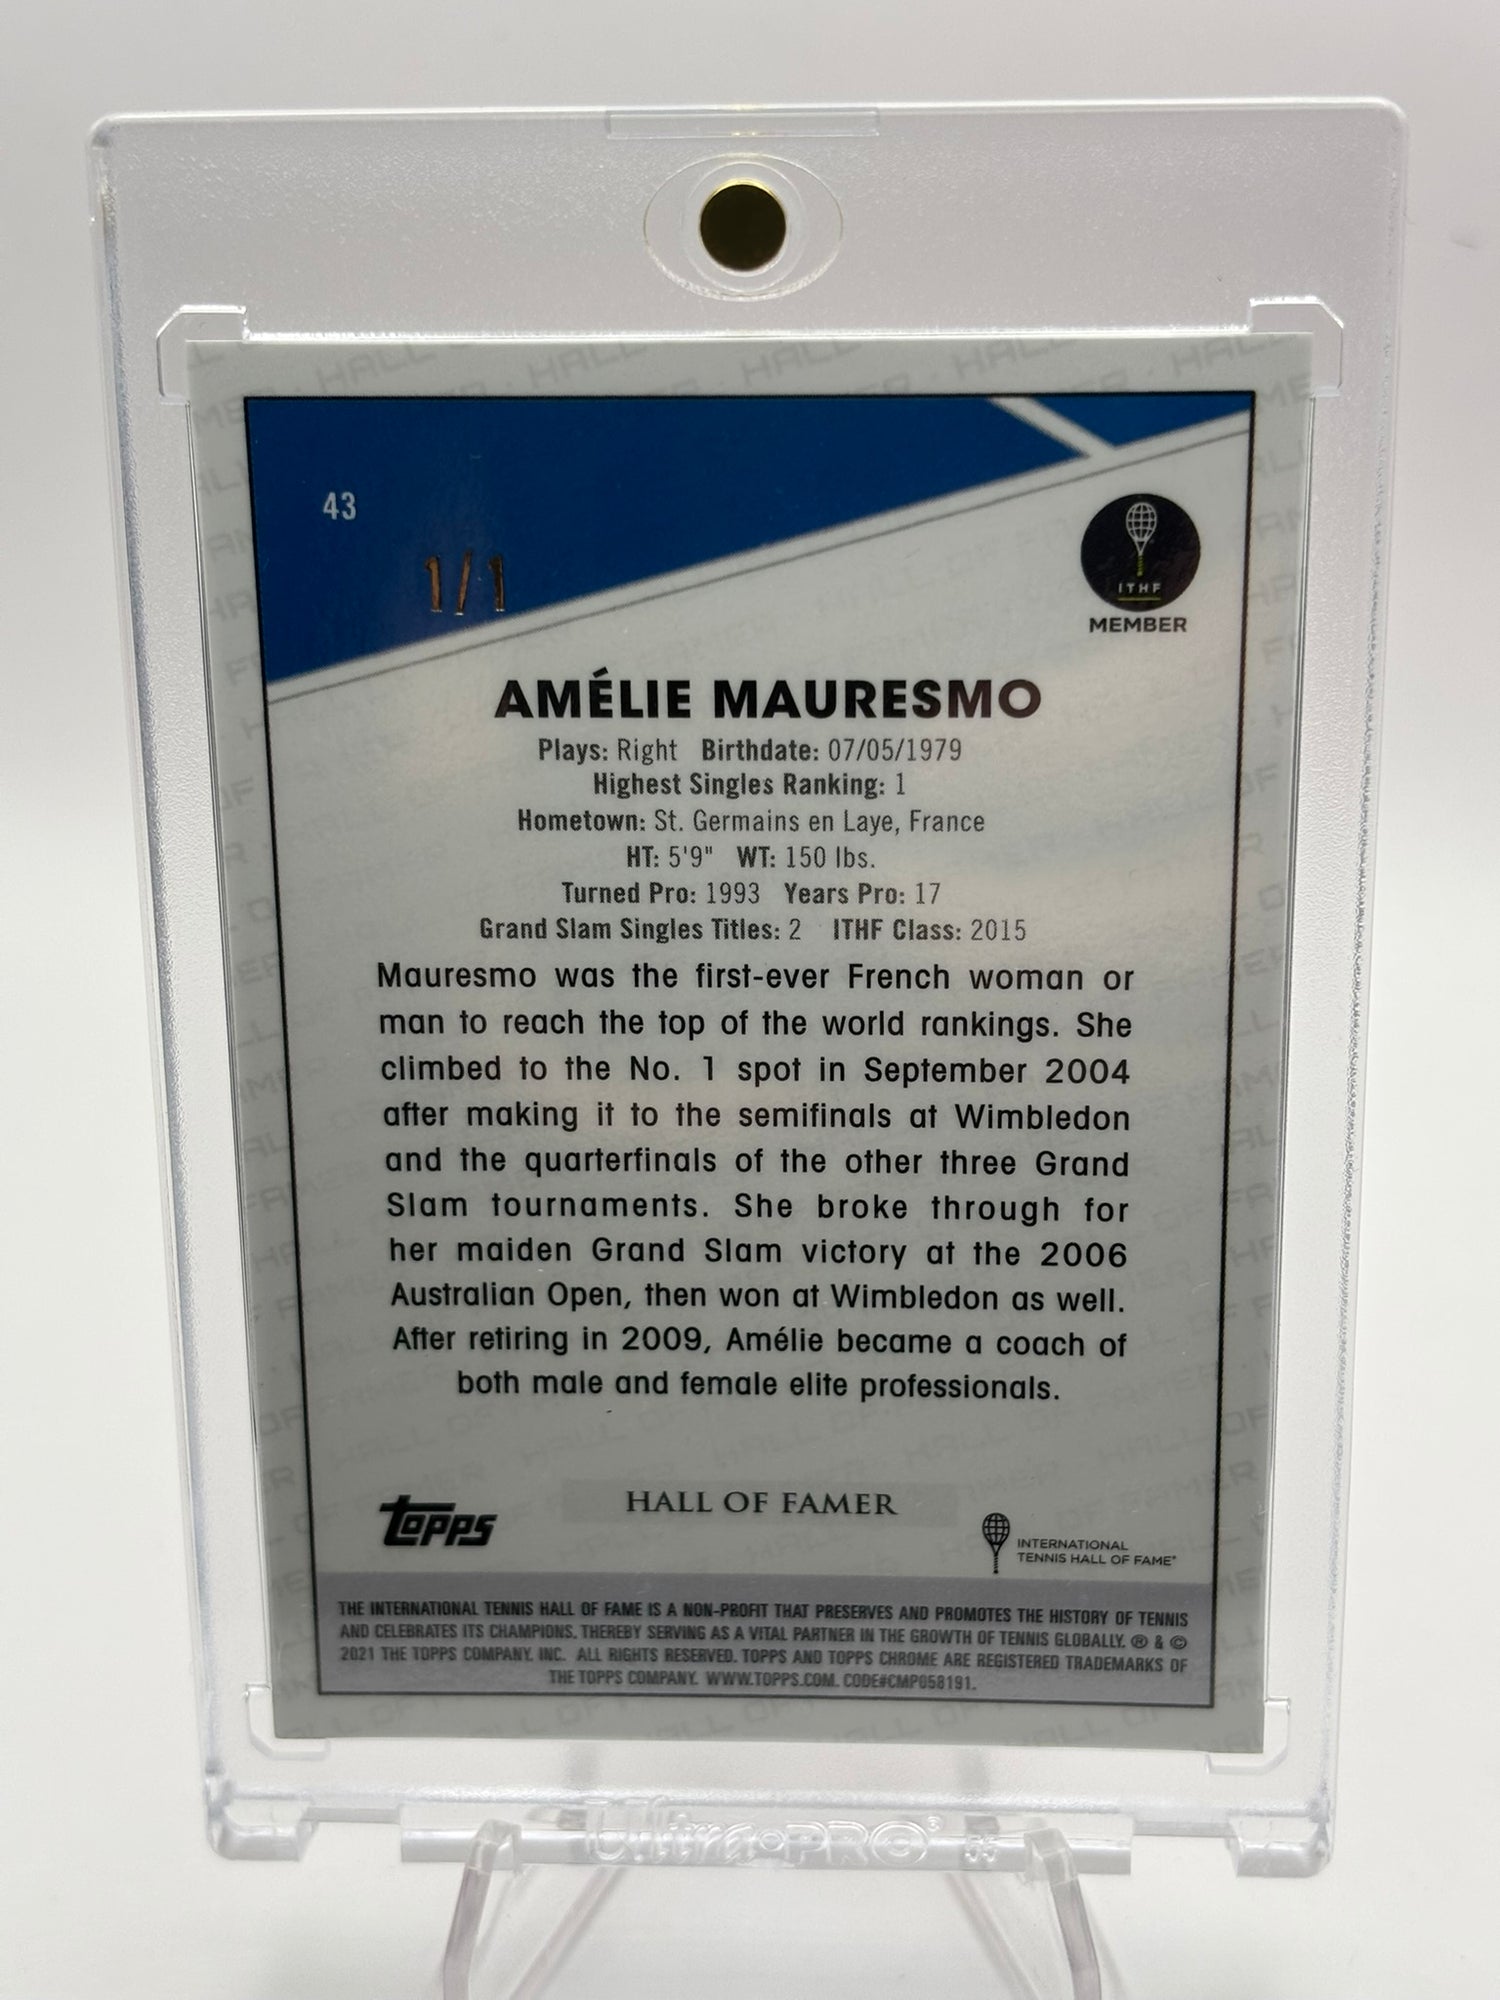 43
1/1
ITHF
MEMBER
AMÉLIE MAURESMO
Plays: Right Birthdate: 07/05/1979
Highest Singles Ranking: 1
Hometown: St. Germains en Laye, France
HT: 5'9" WT: 150 lbs.
Turned Pro: 1993 Years Pro: 17
Grand Slam Singles Titles: 2 ITHF Class: 2015
Mauresmo was the first-ever French woman or
man to reach the top of the world rankings. She
climbed to the No. 1 spot in September 2004
after making it to the semifinals at Wimbledon
and the quarterfinals of the other three Grand
Slam tournaments. She broke through for
her maiden Grand Slam victory at the 2006
Australian Open, then won at Wimbledon as well.
After retiring in 2009, Amélie became a coach of
both male and female elite professionals.
HALL OF FAMER
Topps
INTERNATIONAL
TENNIS HALL OF FAME®
THE INTERNATIONAL TENNIS HALL OF FAME IS A NON-PROFIT THAT PRESERVES AND PROMOTES THE HISTORY OF TENNIS
AND CELEBRATES ITS CHAMPIONS, THEREBY SERVING AS A VITAL PARTNER IN THE GROWTH OF TENNIS GLOBALLY. ® & ©
2021 THE TOPPS COMPANY, INC. ALL RIGHTS RESERVED. TOPPS AND TOPPS CHROME ARE REGISTERED TRADEMARKS OF
THE TOPPS COMPANY. WWW.TOPPS.COM. CODE#CMP058191.
Ultra•PRO® 55